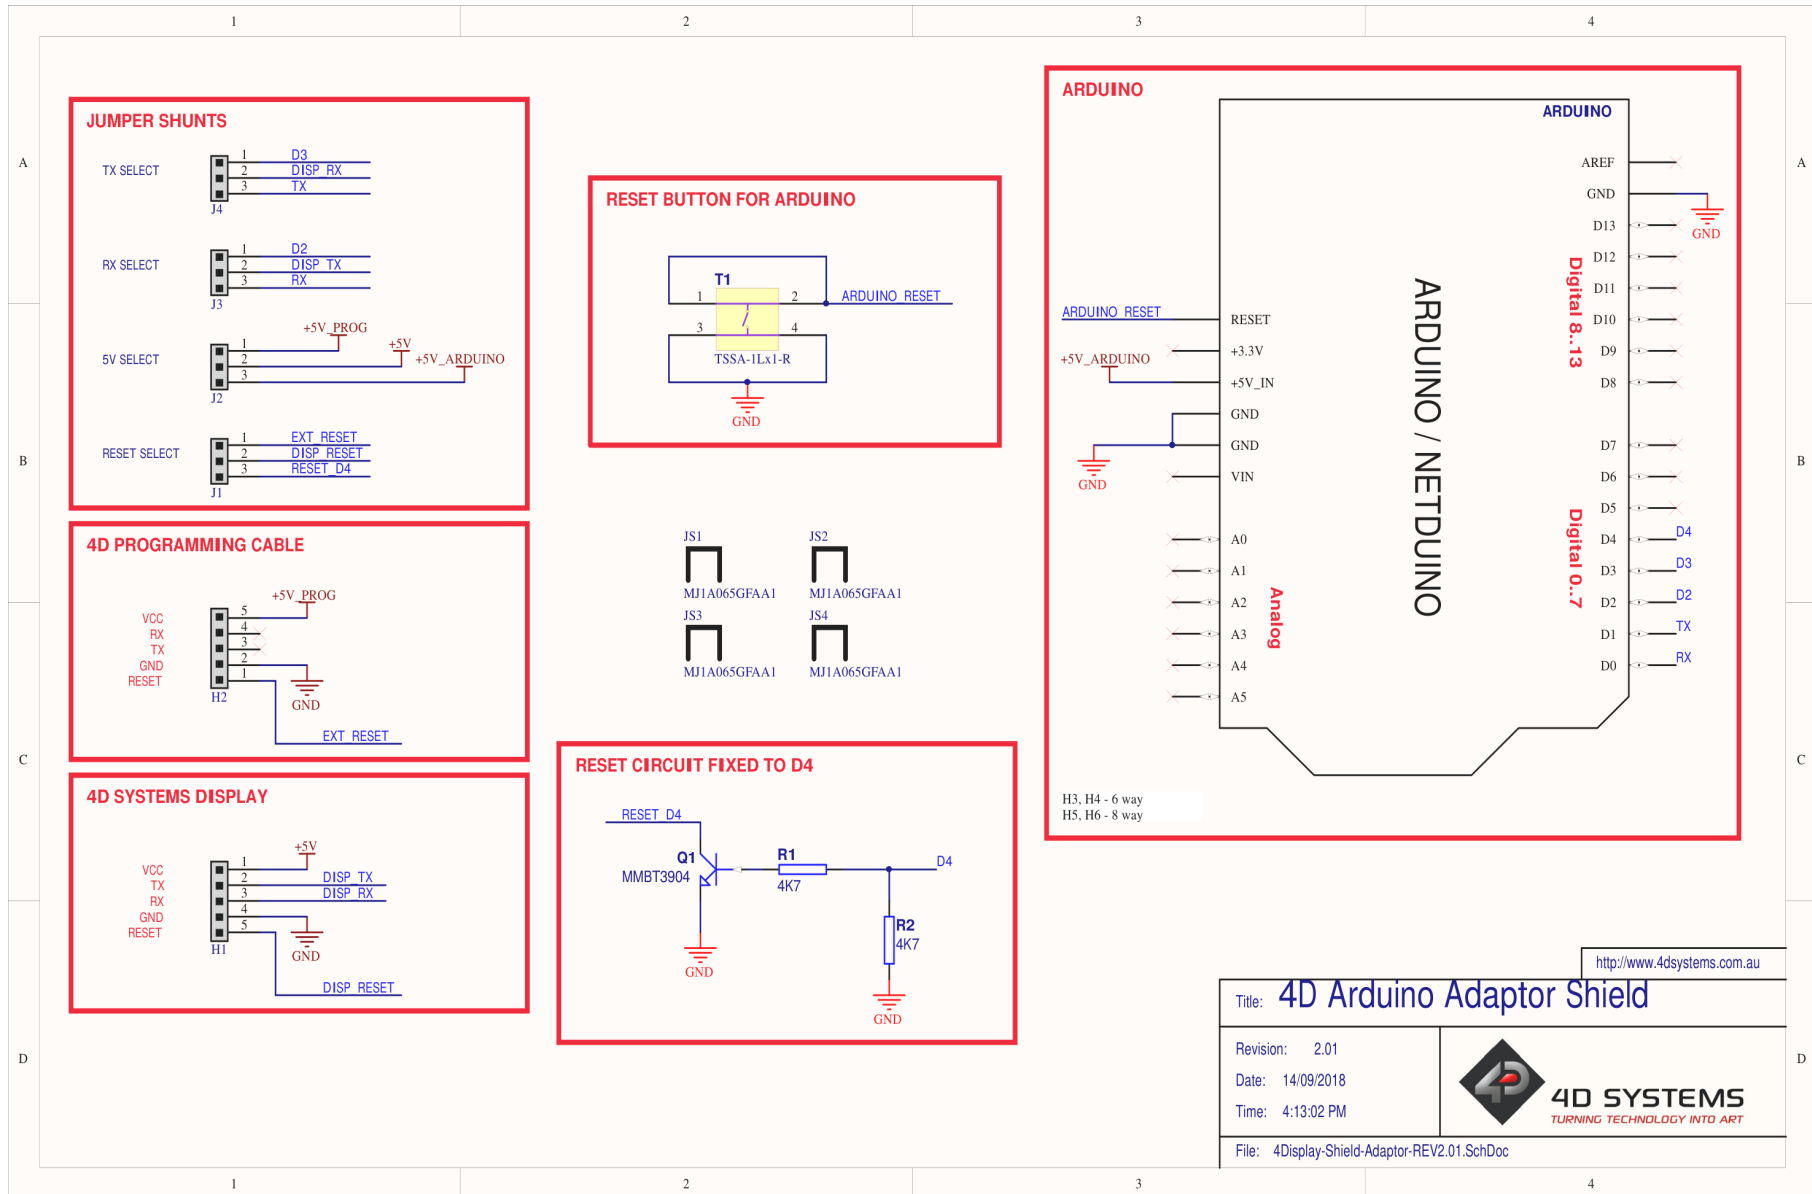 1 2 3 4
A A
B B
C C
D D
1 2 3 4
JUMPER SHUNTS
TX SELECT
1 D3
2 DISP_RX
3 TX
J4
RX SELECT
1 D2
2 DISP_TX
3 RX
J3
5V SELECT
+5V_PROG
+5V
+5V_ARDUINO
1
2
3
J2
RESET SELECT
1 EXT_RESET
2 DISP_RESET
3 RESET_D4
J1
4D PROGRAMMING CABLE
+5V_PROG
VCC 5
RX 4
TX 3
GND 2
RESET 1
H2
GND
EXT_RESET
4D SYSTEMS DISPLAY
+5V
VCC 1
TX 2 DISP_TX
RX 3 DISP_RX
GND 4
RESET 5
H1
GND
DISP_RESET
RESET BUTTON FOR ARDUINO
T1
1 2 ARDUINO_RESET
3 4
TSSA-1Lx1-R
GND
JS1 JS2
MJ1A065GFAA1 MJ1A065GFAA1
JS3 JS4
MJ1A065GFAA1 MJ1A065GFAA1
RESET CIRCUIT FIXED TO D4
RESET_D4
Q1
MMBT3904
R1
4K7
D4
R2
4K7
GND
GND
ARDUINO
ARDUINO
ARDUINO / NETDUINO
ARDUINO_RESET
RESET
+3.3V
+5V_ARDUINO
+5V_IN
GND
GND
GND
VIN
A0
A1
A2
A3
A4
A5
Analog
AREF
GND
GND
D13
D12
D11
D10
D9
D8
Digital 8..13
D7
D6
D5
D4 D4
D3 D3
D2 D2
D1 TX
D0 RX
Digital 0..7
H3, H4 - 6 way
H5, H6 - 8 way
http://www.4dsystems.com.au
Title: 4D Arduino Adaptor Shield
Revision: 2.01
Date: 14/09/2018
Time: 4:13:02 PM
4D SYSTEMS
TURNING TECHNOLOGY INTO ART
File: 4Display-Shield-Adaptor-REV2.01.SchDoc